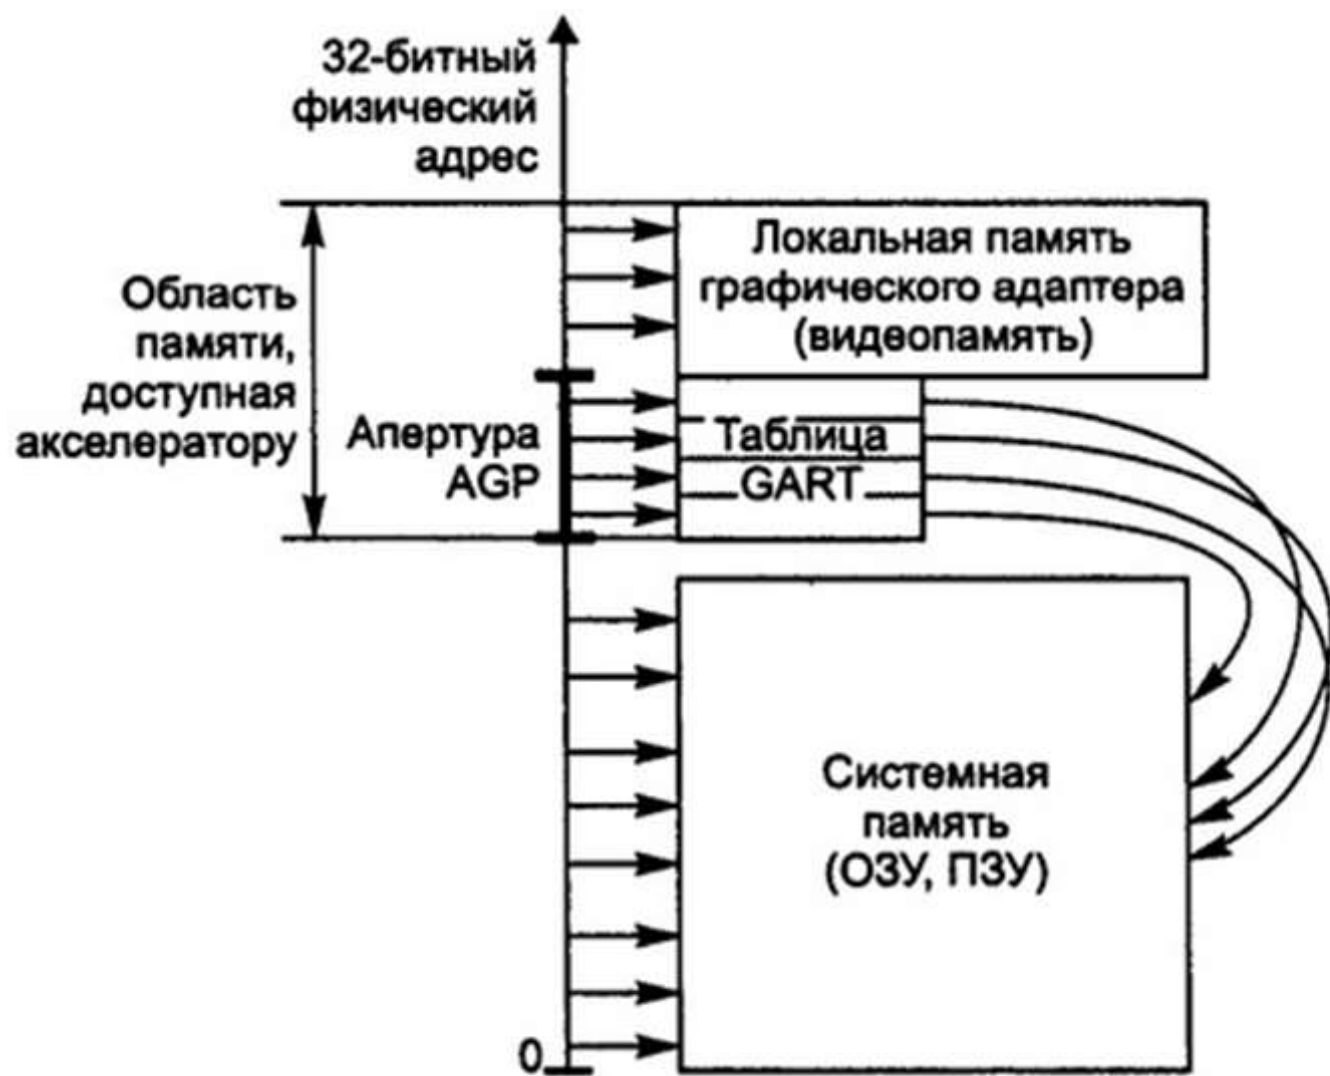 32-битный
физический
адрес
Локальная память
графического адаптера
(видеопамять)
Область
памяти,
доступная
акселератору
Апертура
AGP
Таблица
GART
Системная
память
(ОЗУ, ПЗУ)
0